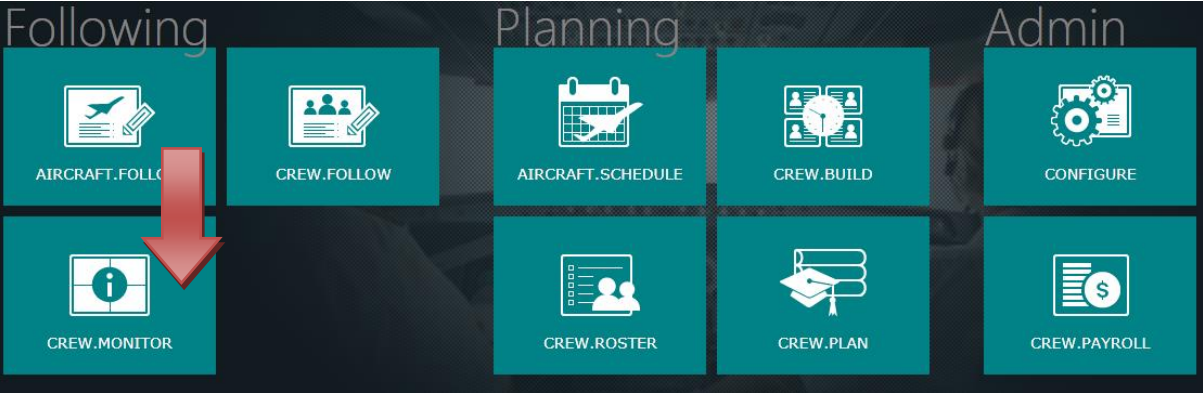 Following
Planning
Admin
AIRCRAFT.FOLLO
CREW.FOLLOW
AIRCRAFT.SCHEDULE
CREW.BUILD
CONFIGURE
CREW.MONITOR
CREW.ROSTER
CREW.PLAN
CREW.PAYROLL